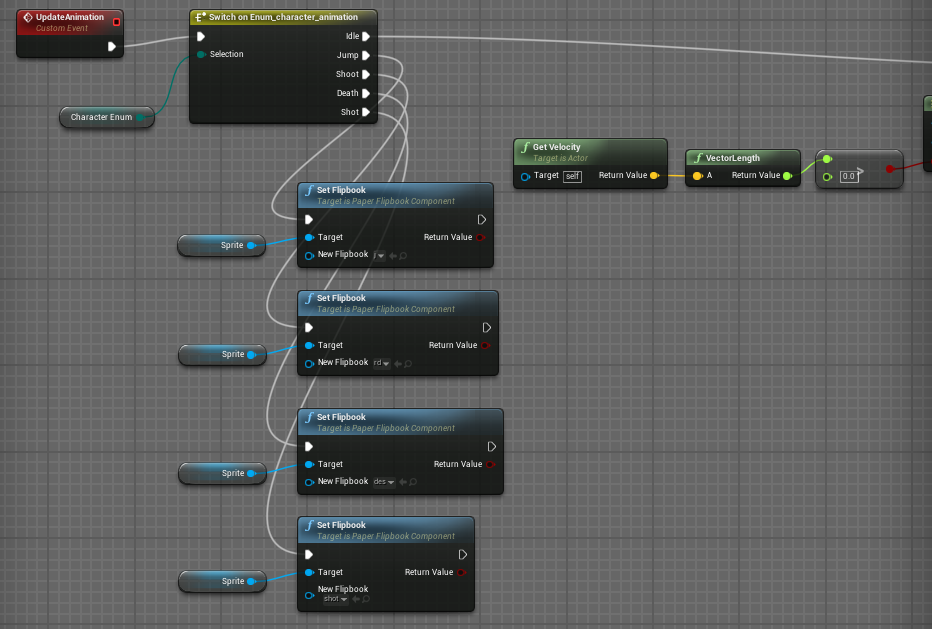 UpdateAnimation
Custom Event
Switch on Enum_character_animation
Idle
Selection
Jump
Shoot
Death
Shot
Character Enum
Get Velocity
Target is Actor
Target self Return Value
VectorLength
A Return Value
0.0 >
Set Flipbook
Target is Paper Flipbook Component
Sprite
Target Return Value
New Flipbook
Set Flipbook
Target is Paper Flipbook Component
Sprite
Target Return Value
New Flipbook rd
Set Flipbook
Target is Paper Flipbook Component
Sprite
Target Return Value
New Flipbook des
Set Flipbook
Target is Paper Flipbook Component
Sprite
Target Return Value
New Flipbook
shot